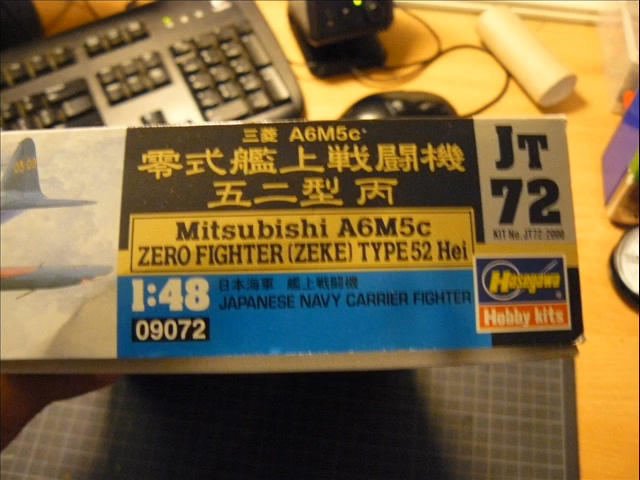 三菱 A6M5c
零式艦上戦闘機
五二型 丙
Mitsubishi A6M5c
ZERO FIGHTER (ZEKE) TYPE 52 Hei
1:48
日本海軍 艦上戦闘機
JAPANESE NAVY CARRIER FIGHTER
09072
JT
72
KIT No. JT72:2000
Hasegawa
Hobby kits